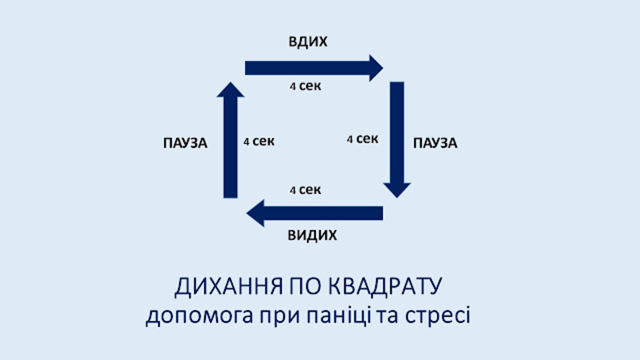 ВДИХ
4 сек
ПАУЗА
4 сек
4 сек
ПАУЗА
4 сек
ВИДИХ
ДИХАННЯ ПО КВАДРАТУ
допомога при паніці та стресі